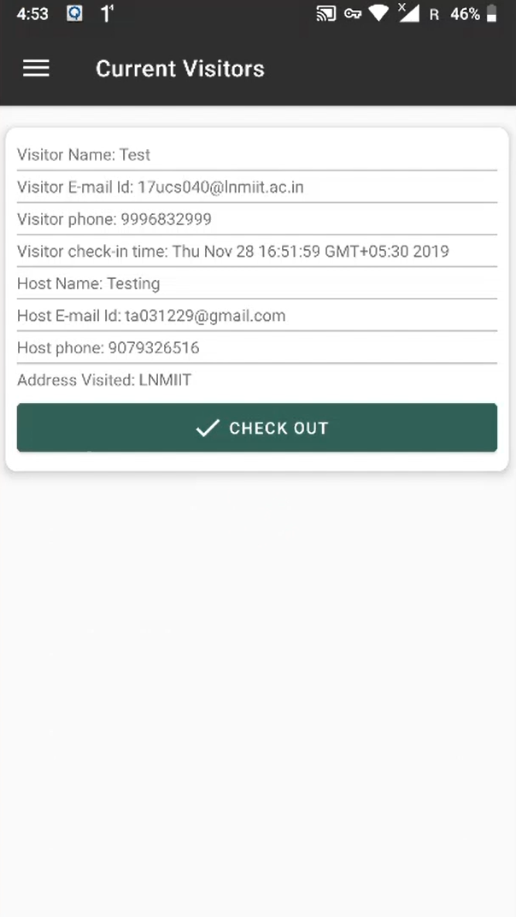 4:53
R 46%
Current Visitors
Visitor Name: Test
Visitor E-mail Id: 17ucs040@lnmiit.ac.in
Visitor phone: 9996832999
Visitor check-in time: Thu Nov 28 16:51:59 GMT+05:30 2019
Host Name: Testing
Host E-mail Id: ta031229@gmail.com
Host phone: 9079326516
Address Visited: LNMIIT
CHECK OUT